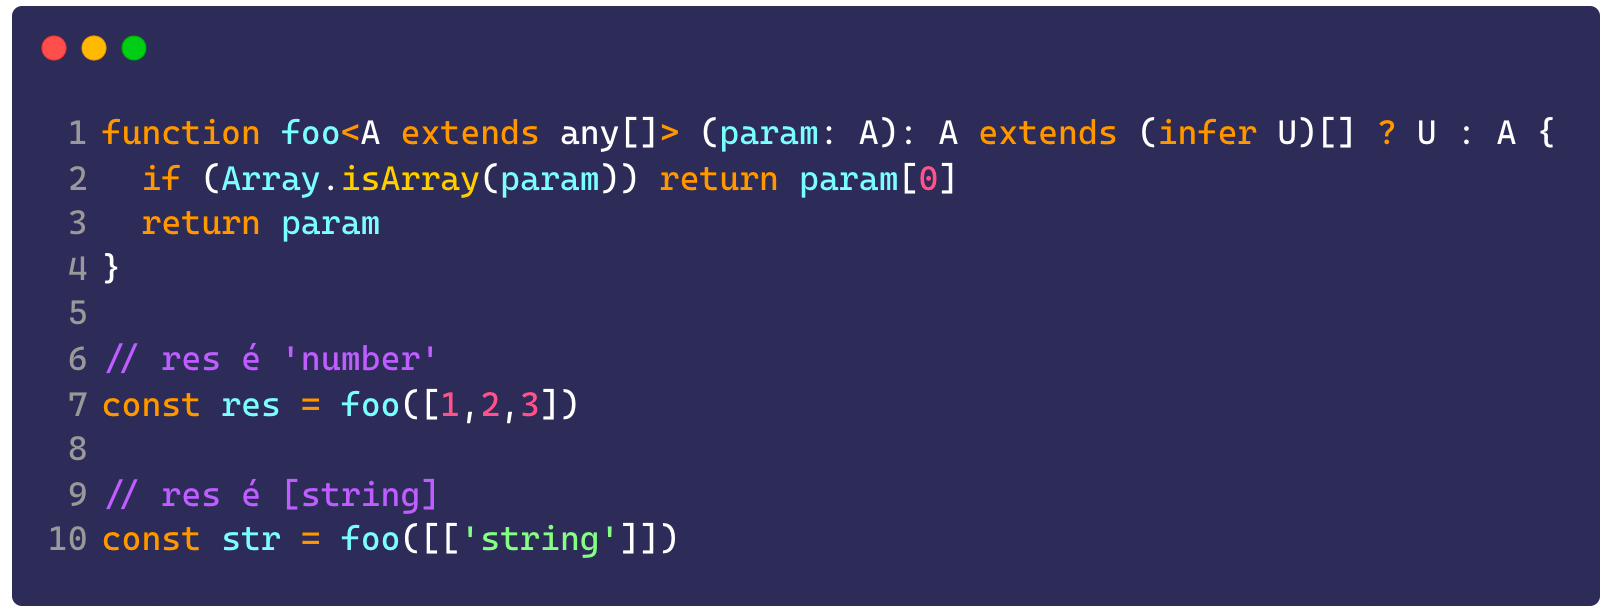 1 function foo<A extends any[]> (param: A): A extends (infer U)[] ? U : A {
2   if (Array.isArray(param)) return param[0]
3   return param
4 }
5
6 // res é 'number'
7 const res = foo([1,2,3])
8
9 // res é [string]
10 const str = foo([['string']])